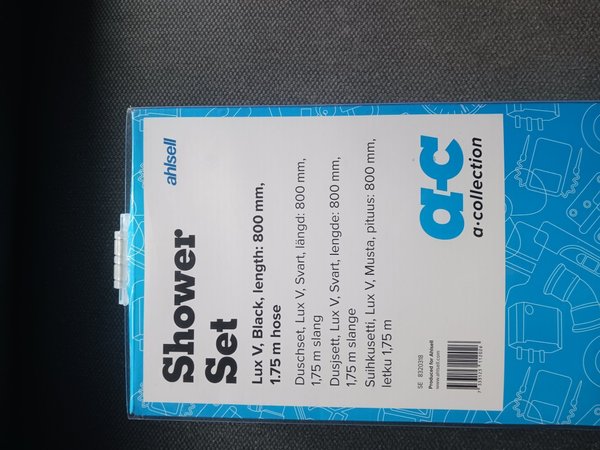 ahlsell
Shower
Set
Lux V, Black, length: 800 mm,
1.75 m hose
Duschset, Lux V, Svart, längd: 800 mm,
1,75 m slang
Dusjsett, Lux V, Svart, lengde: 800 mm,
1,75 m slange
Suihkusetti, Lux V, Musta, pituus: 800 mm,
letku 1,75 m
SE 8320318
Produced for Ahlsell
www.ahlsell.com
a-c
a·collection